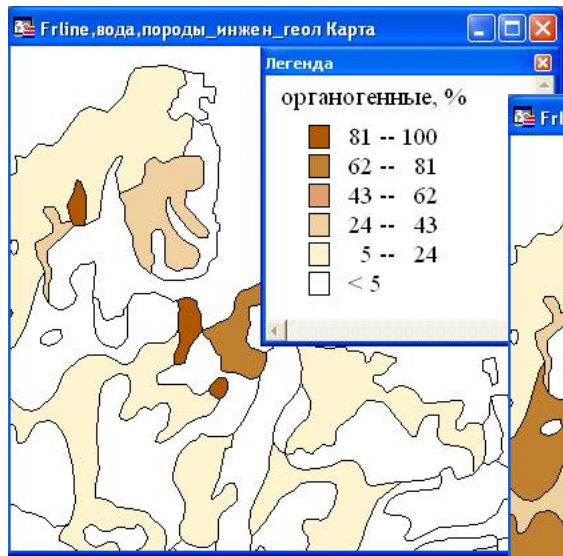 Frline,вода,породы_инжен_геол Карта
Легенда
органогенные, %
81 -- 100
62 -- 81
43 -- 62
24 -- 43
5 -- 24
< 5